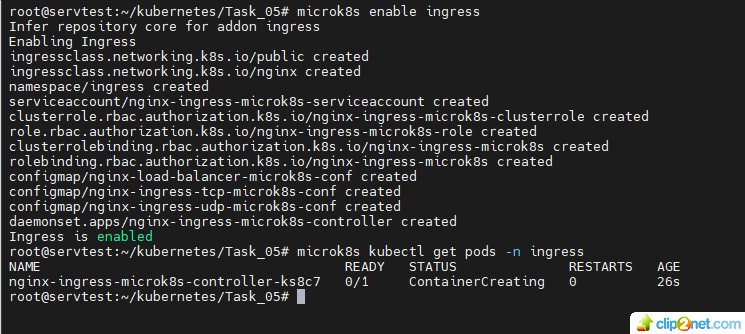 root@servtest:~/kubernetes/Task_05# microk8s enable ingress
Infer repository core for addon ingress
Enabling Ingress
ingressclass.networking.k8s.io/public created
ingressclass.networking.k8s.io/nginx created
namespace/ingress created
serviceaccount/nginx-ingress-microk8s-serviceaccount created
clusterrole.rbac.authorization.k8s.io/nginx-ingress-microk8s-clusterrole created
role.rbac.authorization.k8s.io/nginx-ingress-microk8s-role created
clusterrolebinding.rbac.authorization.k8s.io/nginx-ingress-microk8s created
rolebinding.rbac.authorization.k8s.io/nginx-ingress-microk8s created
configmap/nginx-load-balancer-microk8s-conf created
configmap/nginx-ingress-tcp-microk8s-conf created
configmap/nginx-ingress-udp-microk8s-conf created
daemonset.apps/nginx-ingress-microk8s-controller created
Ingress is enabled
root@servtest:~/kubernetes/Task_05# microk8s kubectl get pods -n ingress
NAME READY STATUS RESTARTS AGE
nginx-ingress-microk8s-controller-ks8c7 0/1 ContainerCreating 0 26s
root@servtest:~/kubernetes/Task_05#
clip2net.com